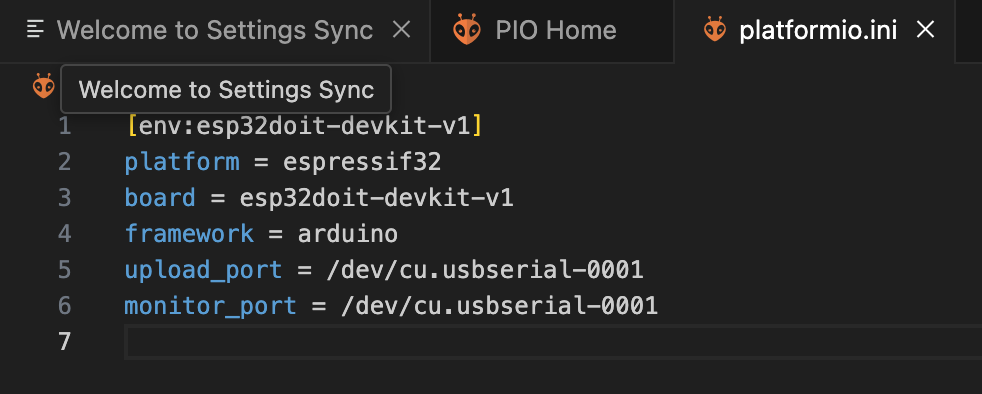 Welcome to Settings Sync
PIO Home
platformio.ini
Welcome to Settings Sync
1 [env:esp32doit-devkit-v1]
2 platform = espressif32
3 board = esp32doit-devkit-v1
4 framework = arduino
5 upload_port = /dev/cu.usbserial-0001
6 monitor_port = /dev/cu.usbserial-0001
7